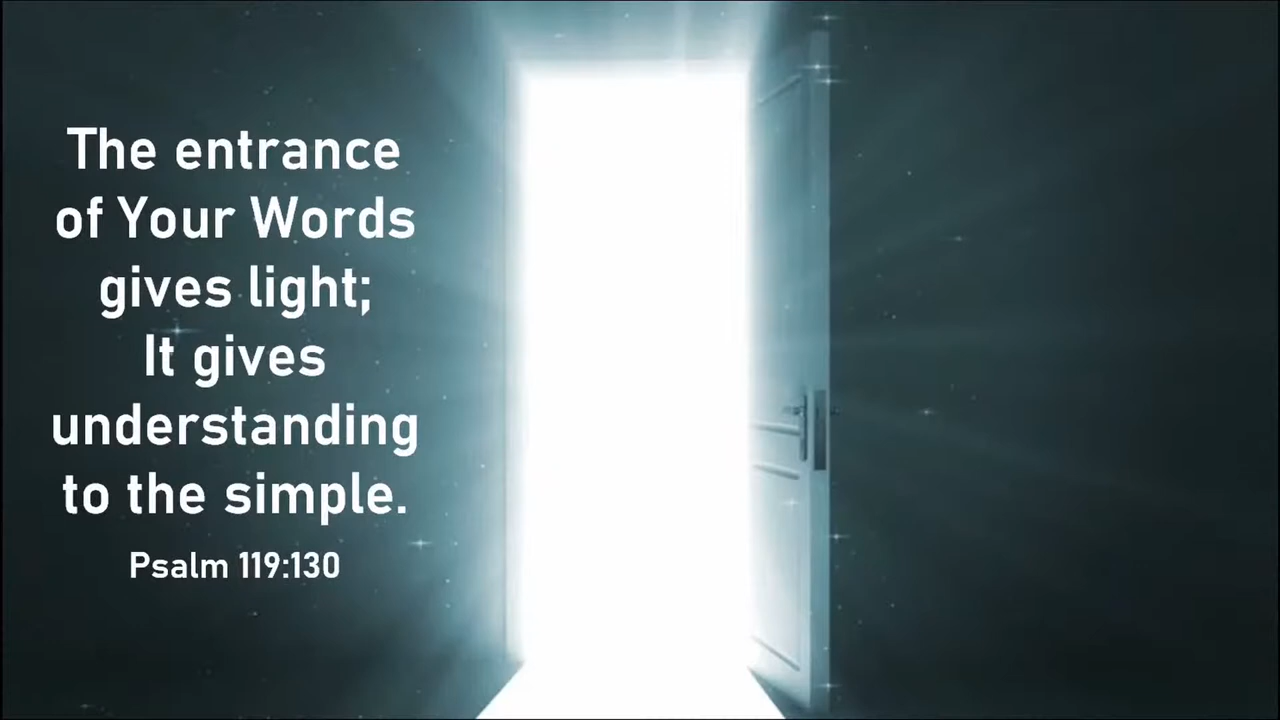 The entrance
of Your Words
gives light;
It gives
understanding
to the simple.
Psalm 119:130